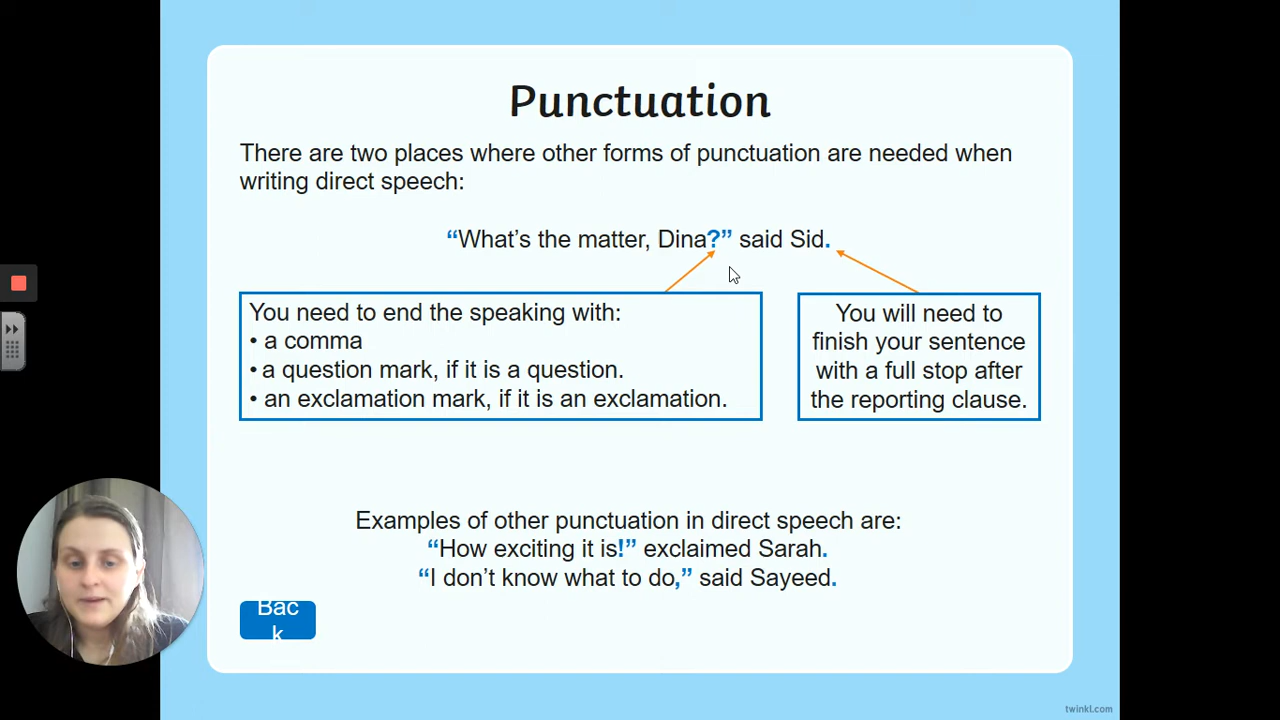 Punctuation
There are two places where other forms of punctuation are needed when
writing direct speech:
“What’s the matter, Dina?” said Sid.
You need to end the speaking with:
• a comma
• a question mark, if it is a question.
• an exclamation mark, if it is an exclamation.
You will need to
finish your sentence
with a full stop after
the reporting clause.
Examples of other punctuation in direct speech are:
“How exciting it is!” exclaimed Sarah.
“I don’t know what to do,” said Sayeed.
Bac
k
twinkl.com